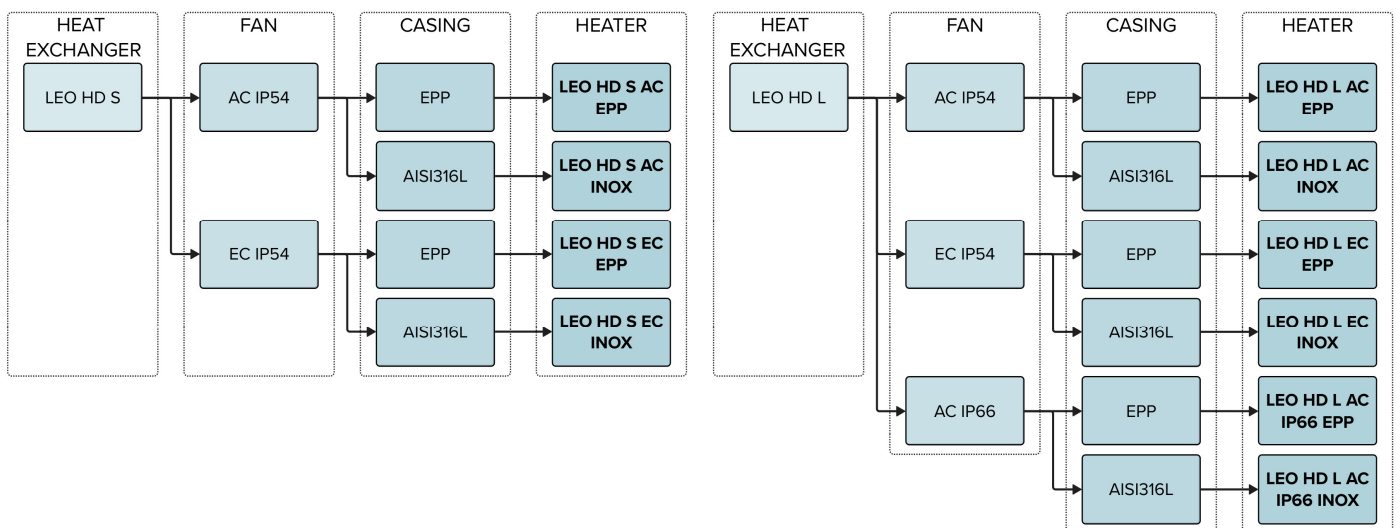 HEAT
EXCHANGER
FAN
CASING
HEATER
LEO HD S
AC IP54
EPP
LEO HD S AC
EPP
AISI316L
LEO HD S AC
INOX
EC IP54
EPP
LEO HD S EC
EPP
AISI316L
LEO HD S EC
INOX
HEAT
EXCHANGER
FAN
CASING
HEATER
LEO HD L
AC IP54
EPP
LEO HD L AC
EPP
AISI316L
LEO HD L AC
INOX
EC IP54
EPP
LEO HD L EC
EPP
AISI316L
LEO HD L EC
INOX
AC IP66
EPP
LEO HD L AC
IP66 EPP
AISI316L
LEO HD L AC
IP66 INOX